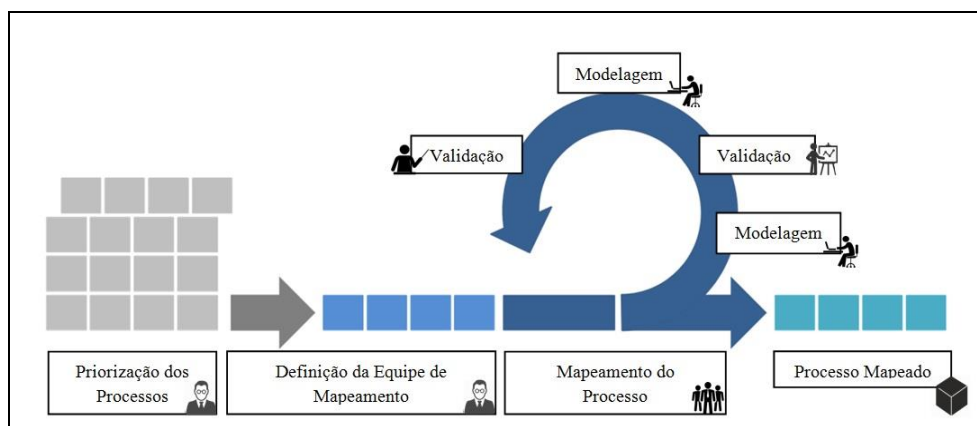 Modelagem
Validação
Validação
Modelagem
Priorização dos
Processos
Definição da Equipe de
Mapeamento
Mapeamento do
Processo
Processo Mapeado